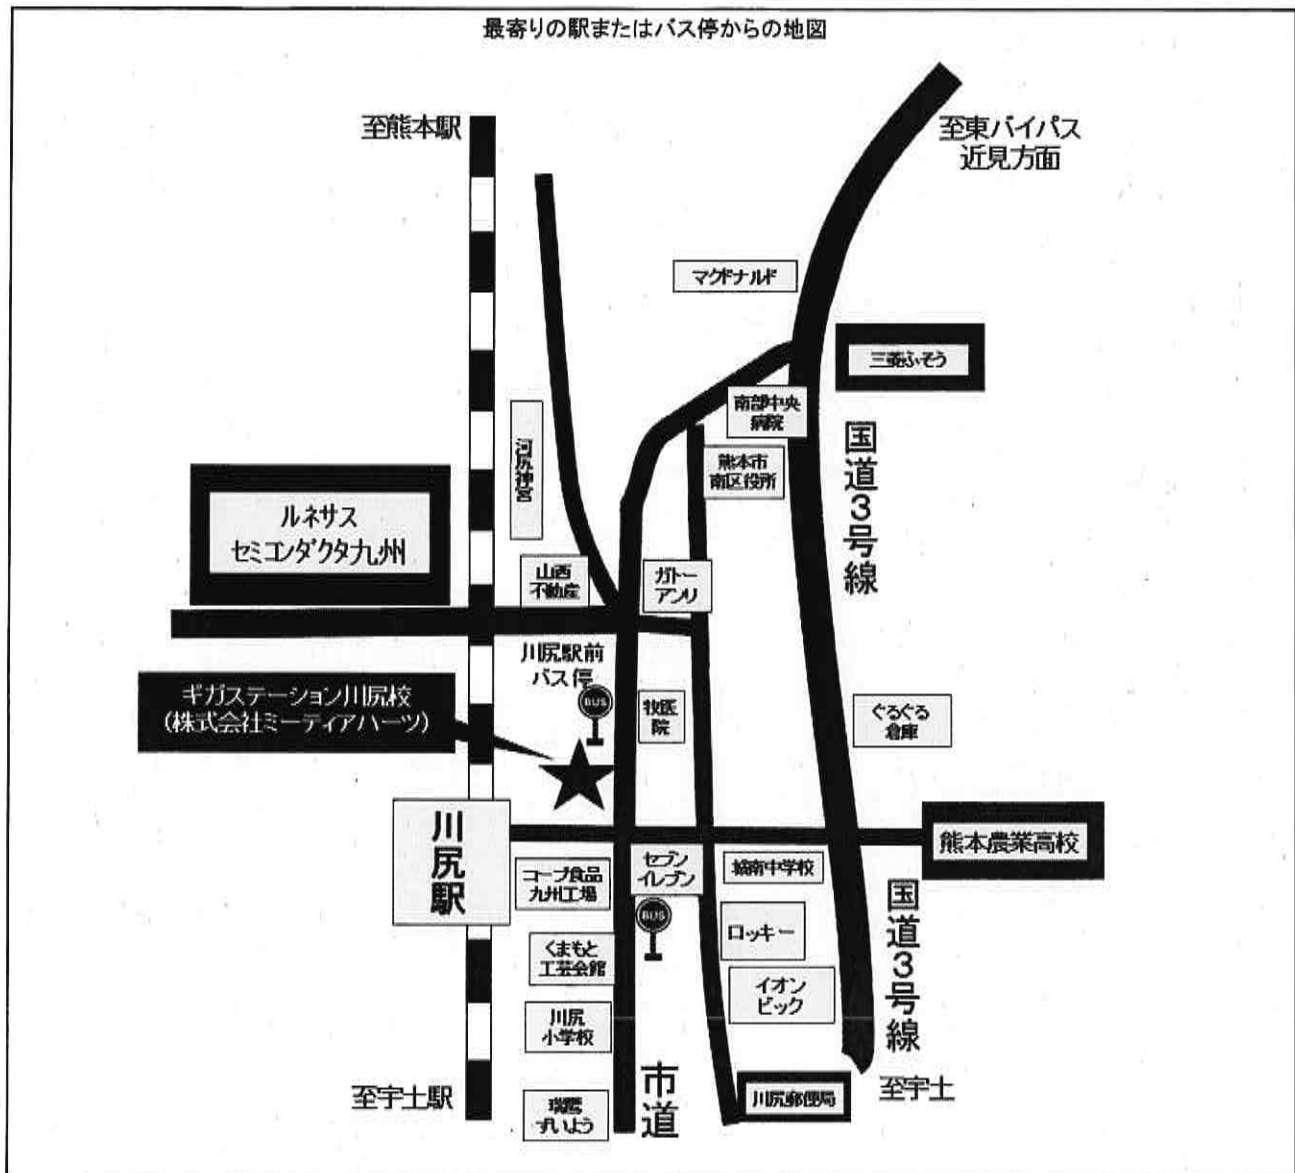 最寄りの駅またはバス停からの地図
至熊本駅
至東バイパス
近見方面
マクドナルド
三菱ふそう
南部中央
病院
国道3号線
河尻神宮
熊本市
南区役所
ルネサス
セミコンダクタ九州
山西
不動産
ガトー
アンリ
川尻駅前
バス停
BUS
ギガステーション川尻校
(株式会社ミーティアハーツ)
牧医
院
ぐるぐる
倉庫
川尻駅
熊本農業高校
コープ食品
九州工場
セブン
イレブン
城南中学校
BUS
ロッキー
国道3号線
くまもと
工芸会館
イオン
ビック
川尻
小学校
市道
至宇土駅
瑞鷹
ずいよう
川尻郵便局
至宇土